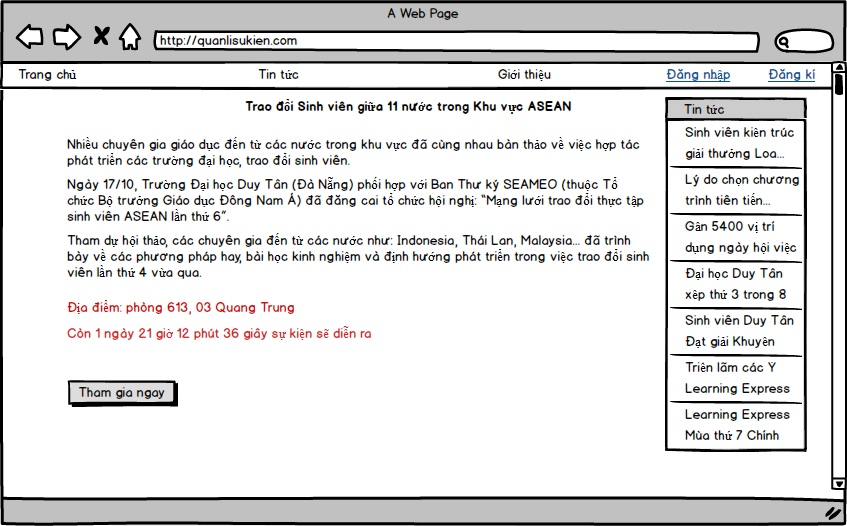 A Web Page
http://quanlisukien.com
Trang chủ
Tin tức
Giới thiệu
Đăng nhập
Đăng kí
Trao đổi Sinh viên giữa 11 nước trong Khu vực ASEAN
Nhiều chuyên gia giáo dục đến từ các nước trong khu vực đã cùng nhau bàn thảo về việc hợp tác
phát triển các trường đại học, trao đổi sinh viên.
Ngày 17/10, Trường Đại học Duy Tân (Đà Nẵng) phối hợp với Ban Thư ký SEAMEO (thuộc Tổ
chức Bộ trưởng Giáo dục Đông Nam Á) đã đăng cai tổ chức hội nghị: "Mạng lưới trao đổi thực tập
sinh viên ASEAN lần thứ 6".
Tham dự hội thảo, các chuyên gia đến từ các nước như: Indonesia, Thái Lan, Malaysia... đã trình
bày về các phương pháp hay, bài học kinh nghiệm và định hướng phát triển trong việc trao đổi sinh
viên lần thứ 4 vừa qua.
Địa điểm: phòng 613, 03 Quang Trung
Còn 1 ngày 21 giờ 12 phút 36 giây sự kiện sẽ diễn ra
Tham gia ngay
Tin tức
Sinh viên kiến trúc
giải thưởng Loa...
Lý do chọn chương
trình tiên tiến...
Gần 5400 vị trí
dụng ngày hội việc
Đại học Duy Tân
xếp thứ 3 trong 8
Sinh viên Duy Tân
Đạt giải Khuyến
Triển lãm các Ý
Learning Express
Learning Express
Mùa thứ 7 Chính